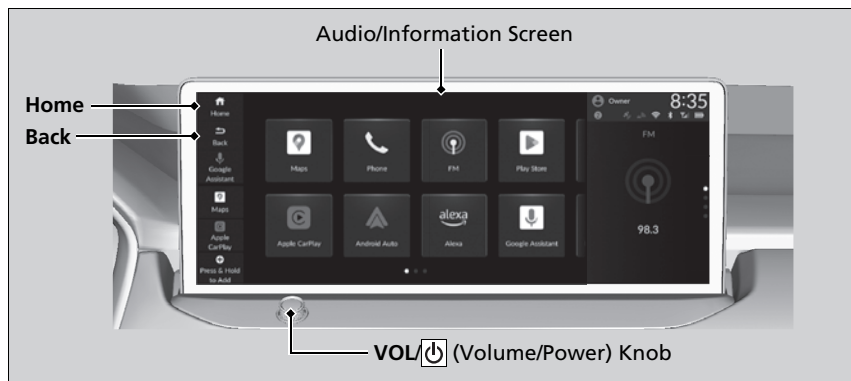 Audio/Information Screen
Home
Back
Home
Back
Google
Assistant
Maps
Apple
CarPlay
Press & Hold
to Add
Maps
Phone
FM
Play Store
Apple CarPlay
Android Auto
alexa
Alexa
Google Assistant
Owner
8:35
FM
98.3
VOL/ (Volume/Power) Knob